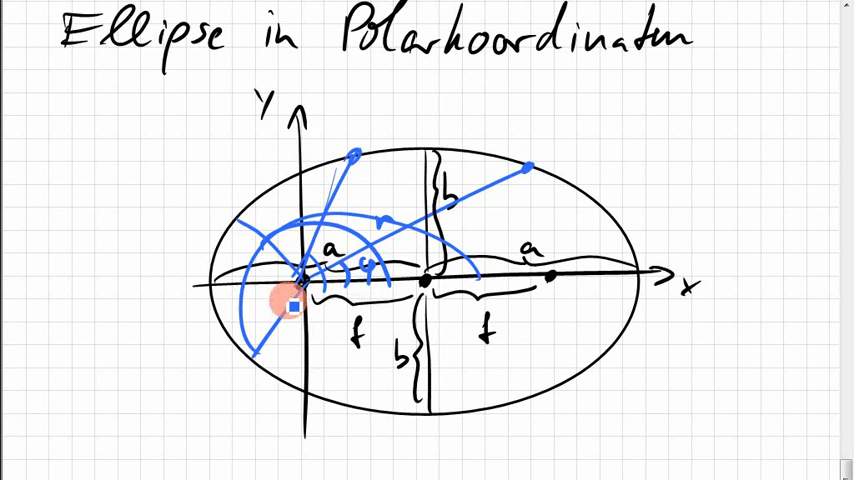 Ellipse in Polarkoordinaten
y
b
r
a
a
φ
x
f
f
b